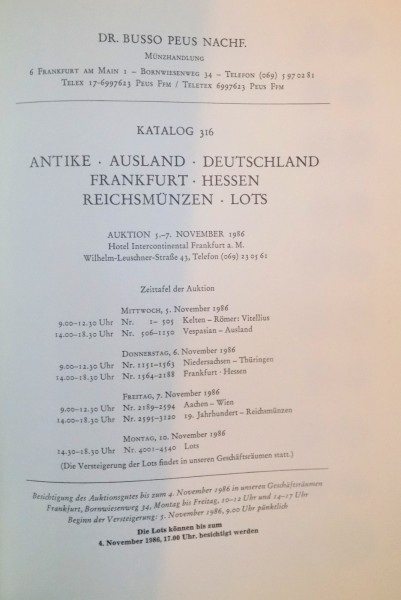 DR. BUSSO PEUS NACHF.
MÜNZHANDLUNG
6 FRANKFURT AM MAIN 1 – BORNWIESENWEG 34 – TELEFON (069) 5 97 02 81
TELEX 17-6997623 PEUS FFM / TELETEX 6997623 PEUS FFM
KATALOG 316
ANTIKE · AUSLAND · DEUTSCHLAND
FRANKFURT · HESSEN
REICHSMÜNZEN · LOTS
AUKTION 5.–7. NOVEMBER 1986
Hotel Intercontinental Frankfurt a. M.
Wilhelm-Leuschner-Straße 43, Telefon (069) 23 05 61
Zeittafel der Auktion
MITTWOCH, 5. November 1986
9.00–12.30 Uhr Nr. 1– 505 Kelten – Römer: Vitellius
14.00–18.30 Uhr Nr. 506–1150 Vespasian – Ausland
DONNERSTAG, 6. November 1986
9.00–12.30 Uhr Nr. 1151–1563 Niedersachsen – Thüringen
14.00–18.30 Uhr Nr. 1564–2188 Frankfurt · Hessen
FREITAG, 7. November 1986
9.00–12.30 Uhr Nr. 2189–2594 Aachen – Wien
14.00–18.30 Uhr Nr. 2595–3120 19. Jahrhundert – Reichsmünzen
MONTAG, 10. November 1986
14.30–18.30 Uhr Nr. 4001–4540 Lots
(Die Versteigerung der Lots findet in unseren Geschäftsräumen statt.)
Besichtigung des Auktionsgutes bis zum 4. November 1986 in unseren Geschäftsräumen
Frankfurt, Bornwiesenweg 34, Montag bis Freitag, 10–12 Uhr und 14–17 Uhr
Beginn der Versteigerung: 5. November 1986, 9.00 Uhr pünktlich
Die Lots können bis zum
4. November 1986, 17.00 Uhr, besichtigt werden